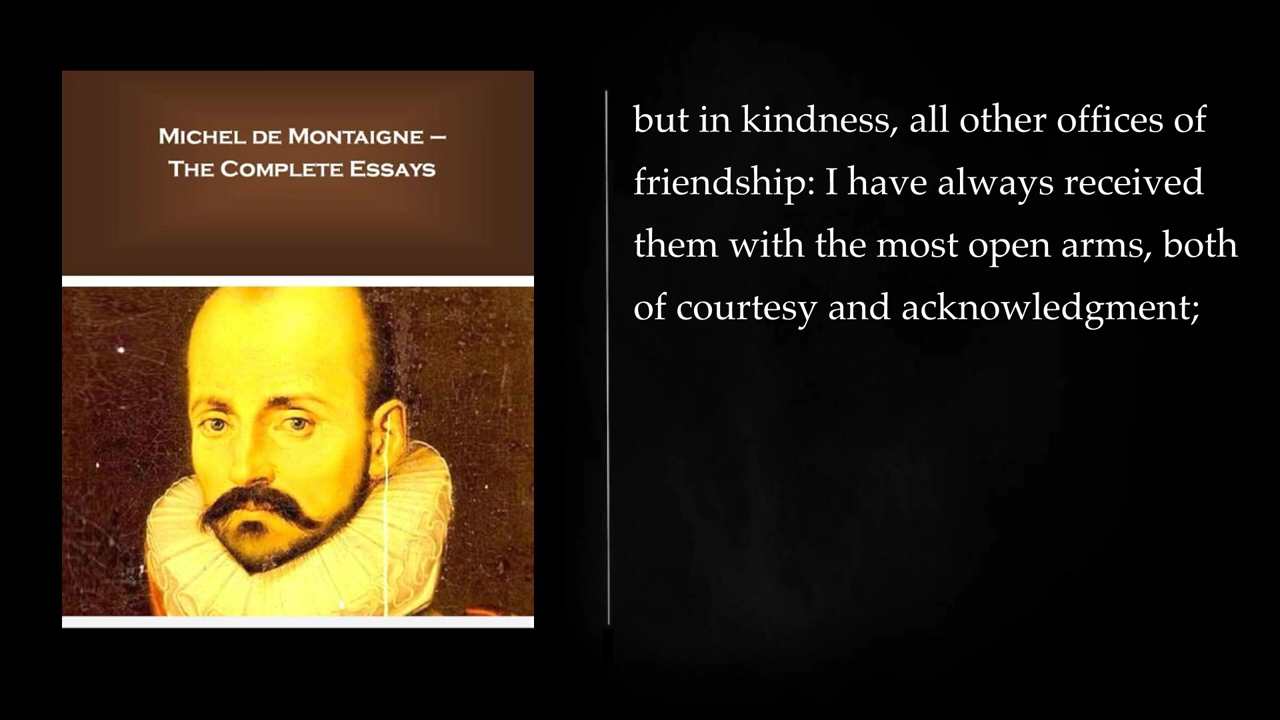 MICHEL DE MONTAIGNE –
THE COMPLETE ESSAYS
but in kindness, all other offices of
friendship: I have always received
them with the most open arms, both
of courtesy and acknowledgment;